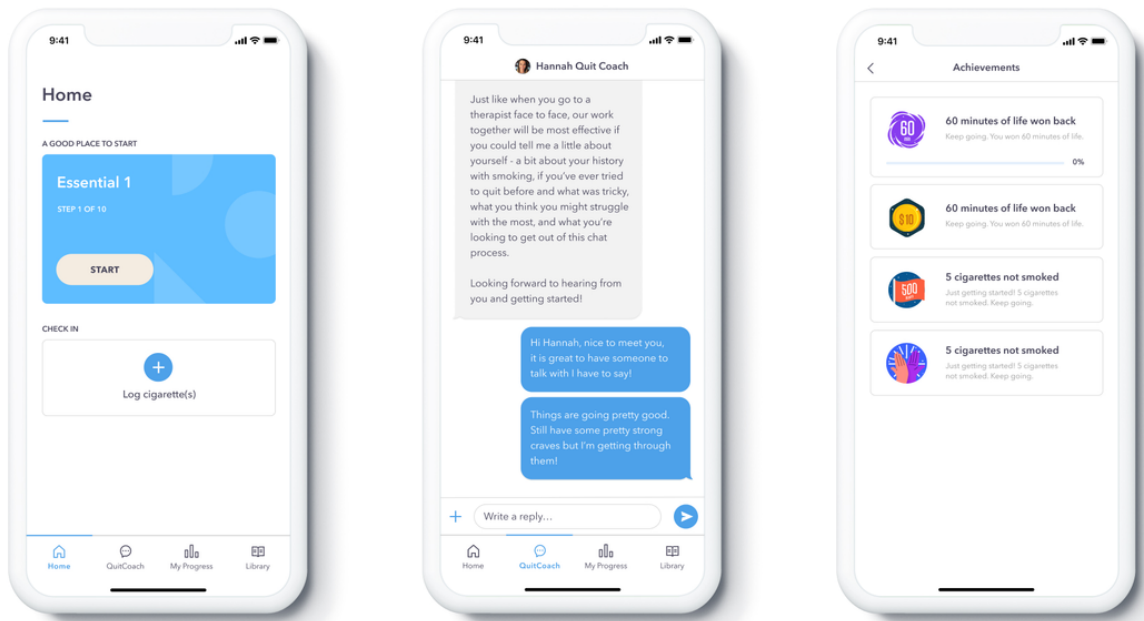 9:41
Home
A GOOD PLACE TO START
Essential 1
STEP 1 OF 10
START
CHECK IN
Log cigarette(s)
Home
QuitCoach
My Progress
Library
9:41
Hannah Quit Coach
Just like when you go to a
therapist face to face, our work
together will be most effective if
you could tell me a little about
yourself - a bit about your history
with smoking, if you've ever tried
to quit before and what was tricky,
what you think you might struggle
with the most, and what you're
looking to get out of this chat
process.
Looking forward to hearing from
you and getting started!
Hi Hannah, nice to meet you,
it is great to have someone to
talk with I have to say!
Things are going pretty good.
Still have some pretty strong
craves but I'm getting through
them!
Write a reply...
Home
QuitCoach
My Progress
Library
9:41
Achievements
60
60 minutes of life won back
Keep going. You won 60 minutes of life.
0%
$10
60 minutes of life won back
Keep going. You won 60 minutes of life.
500
5 cigarettes not smoked
Just getting started! 5 cigarettes
not smoked. Keep going.
5 cigarettes not smoked
Just getting started! 5 cigarettes
not smoked. Keep going.